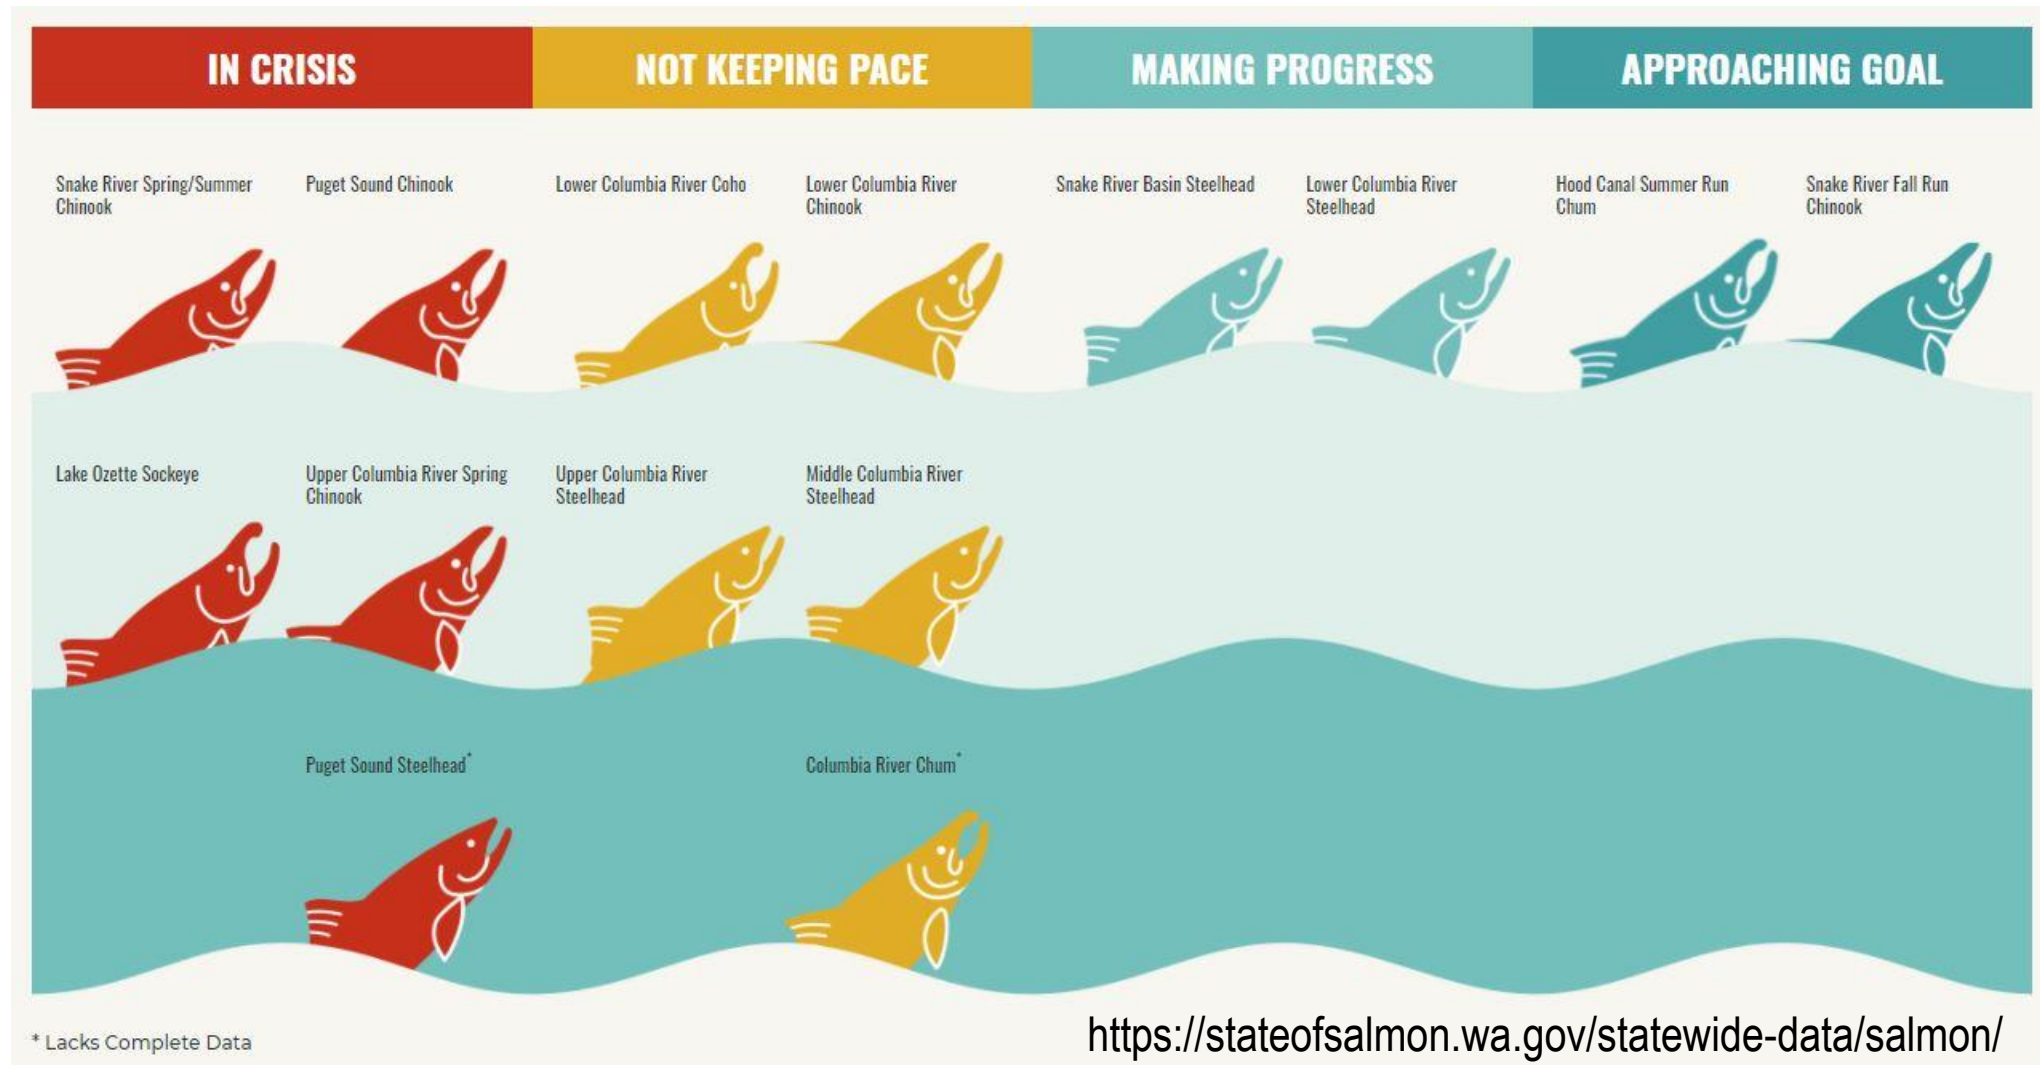 IN CRISIS
NOT KEEPING PACE
MAKING PROGRESS
APPROACHING GOAL
Snake River Spring/Summer
Chinook
Puget Sound Chinook
Lower Columbia River Coho
Lower Columbia River
Chinook
Snake River Basin Steelhead
Lower Columbia River
Steelhead
Hood Canal Summer Run
Chum
Snake River Fall Run
Chinook
Lake Ozette Sockeye
Upper Columbia River Spring
Chinook
Upper Columbia River
Steelhead
Middle Columbia River
Steelhead
Puget Sound Steelhead*
Columbia River Chum*
* Lacks Complete Data
https://stateofsalmon.wa.gov/statewide-data/salmon/